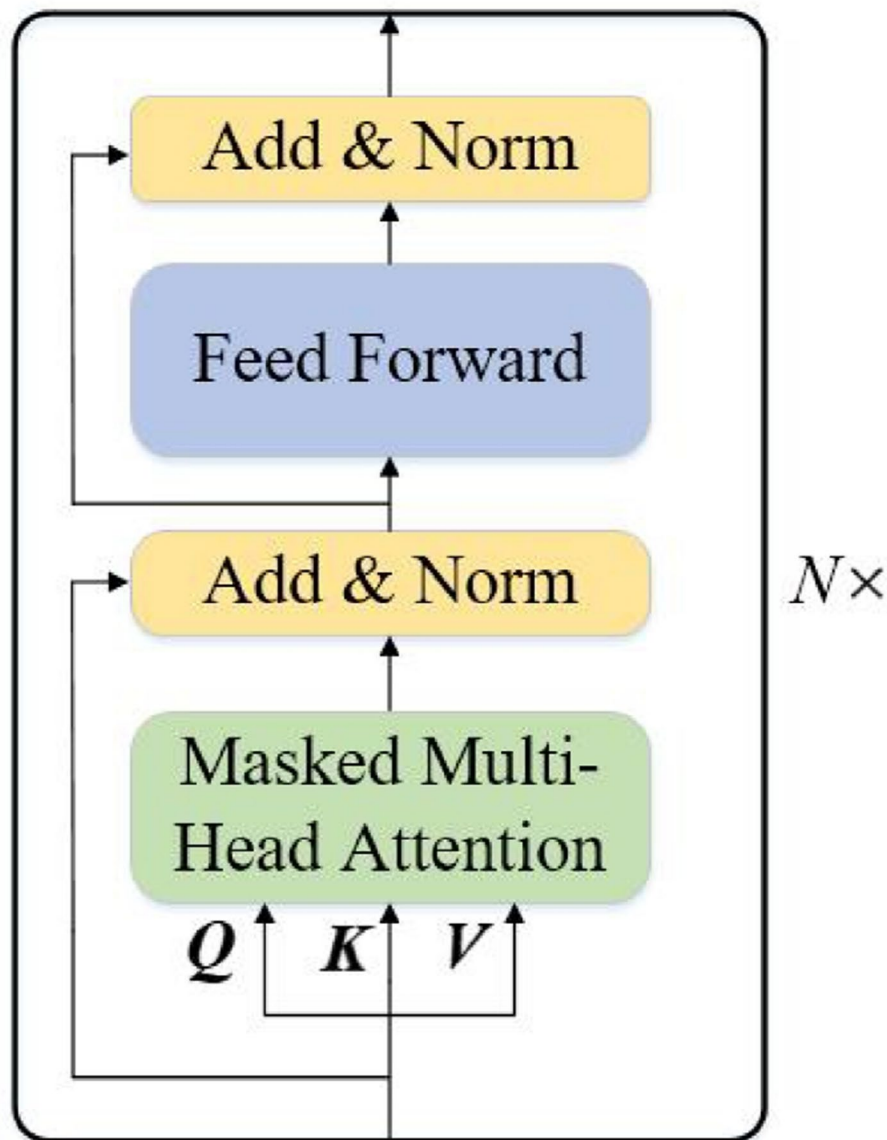 Add & Norm
Feed Forward
Add & Norm
N×
Masked Multi-
Head Attention
Q K V